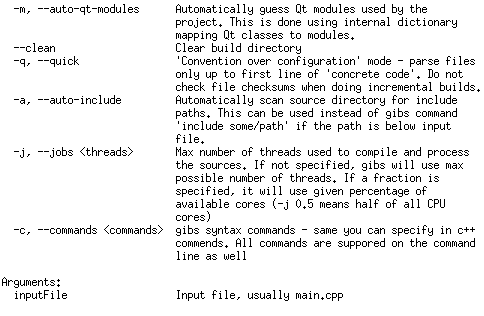 -m, --auto-qt-modules Automatically guess Qt modules used by the
project. This is done using internal dictionary
mapping Qt classes to modules.
--clean Clear build directory
-q, --quick 'Convention over configuration' mode - parse files
only up to first line of 'concrete code'. Do not
check file checksums when doing incremental builds.
-a, --auto-include Automatically scan source directory for include
paths. This can be used instead of gibs command
'include some/path' if the path is below input
file.
-j, --jobs <threads> Max number of threads used to compile and process
the sources. If not specified, gibs will use max
possible number of threads. If a fraction is
specified, it will use given percentage of
available cores (-j 0.5 means half of all CPU
cores)
-c, --commands <commands> gibs syntax commands - same you can specify in c++
commends. All commands are suppored on the command
line as well
Arguments:
inputFile Input file, usually main.cpp